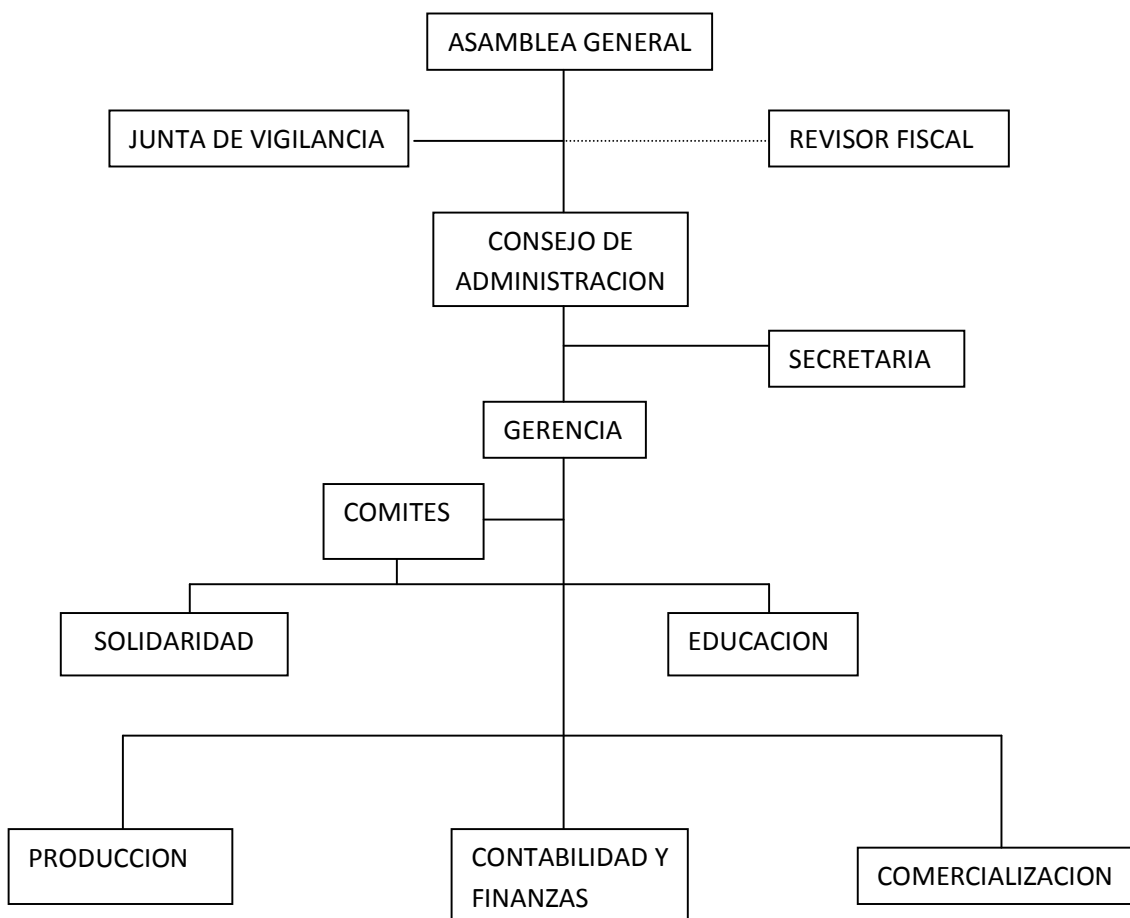 ASAMBLEA GENERAL
JUNTA DE VIGILANCIA
REVISOR FISCAL
CONSEJO DE
ADMINISTRACION
SECRETARIA
GERENCIA
COMITES
SOLIDARIDAD
EDUCACION
PRODUCCION
CONTABILIDAD Y
FINANZAS
COMERCIALIZACION